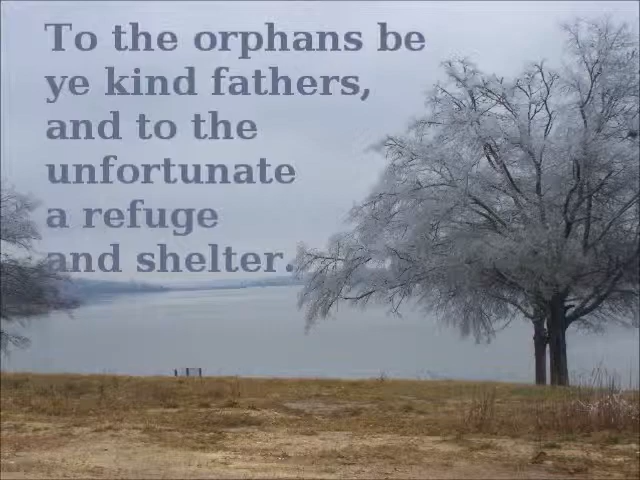 To the orphans be
ye kind fathers,
and to the
unfortunate
a refuge
and shelter.